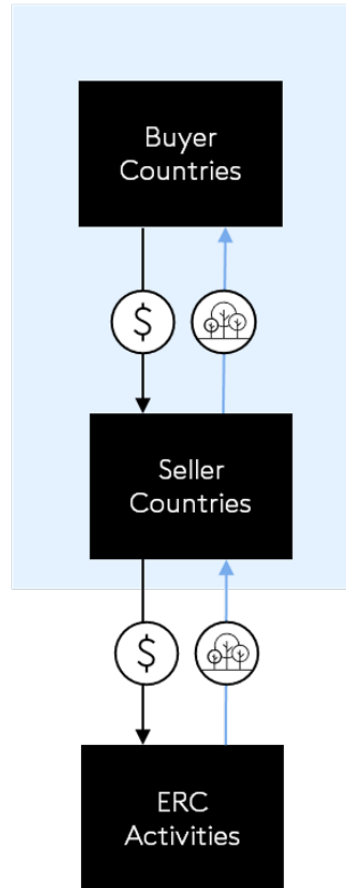 Buyer
Countries
$
Seller
Countries
$
ERC
Activities